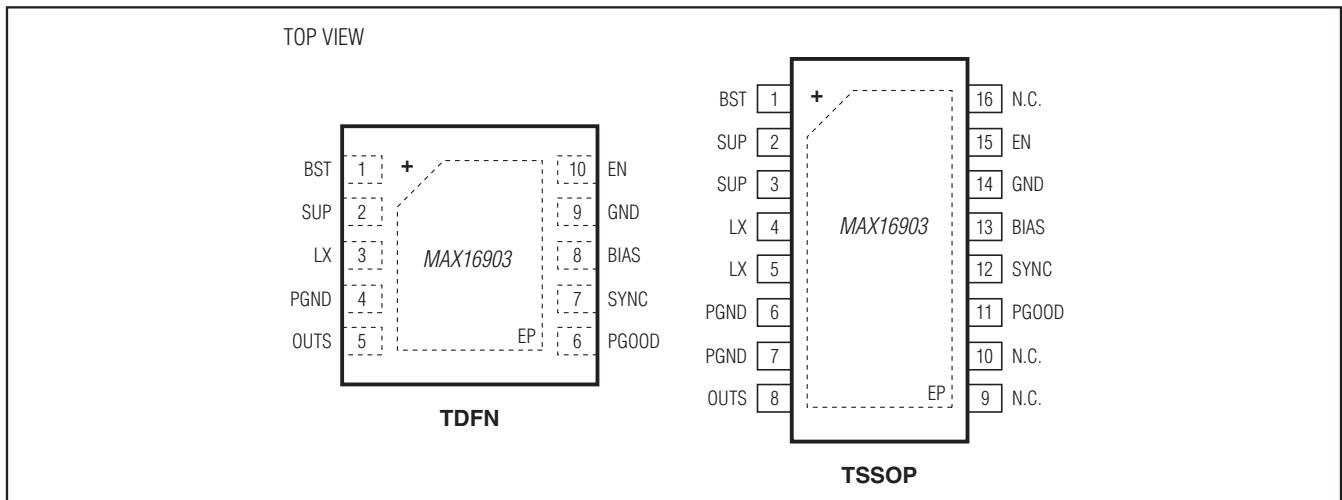 TOP VIEW
BST 1 + 10 EN
SUP 2 9 GND
LX 3 MAX16903 8 BIAS
PGND 4 7 SYNC
OUTS 5 EP 6 PGOOD
TDFN
BST 1 + 16 N.C.
SUP 2 15 EN
SUP 3 14 GND
LX 4 MAX16903 13 BIAS
LX 5 12 SYNC
PGND 6 11 PGOOD
PGND 7 10 N.C.
OUTS 8 EP 9 N.C.
TSSOP